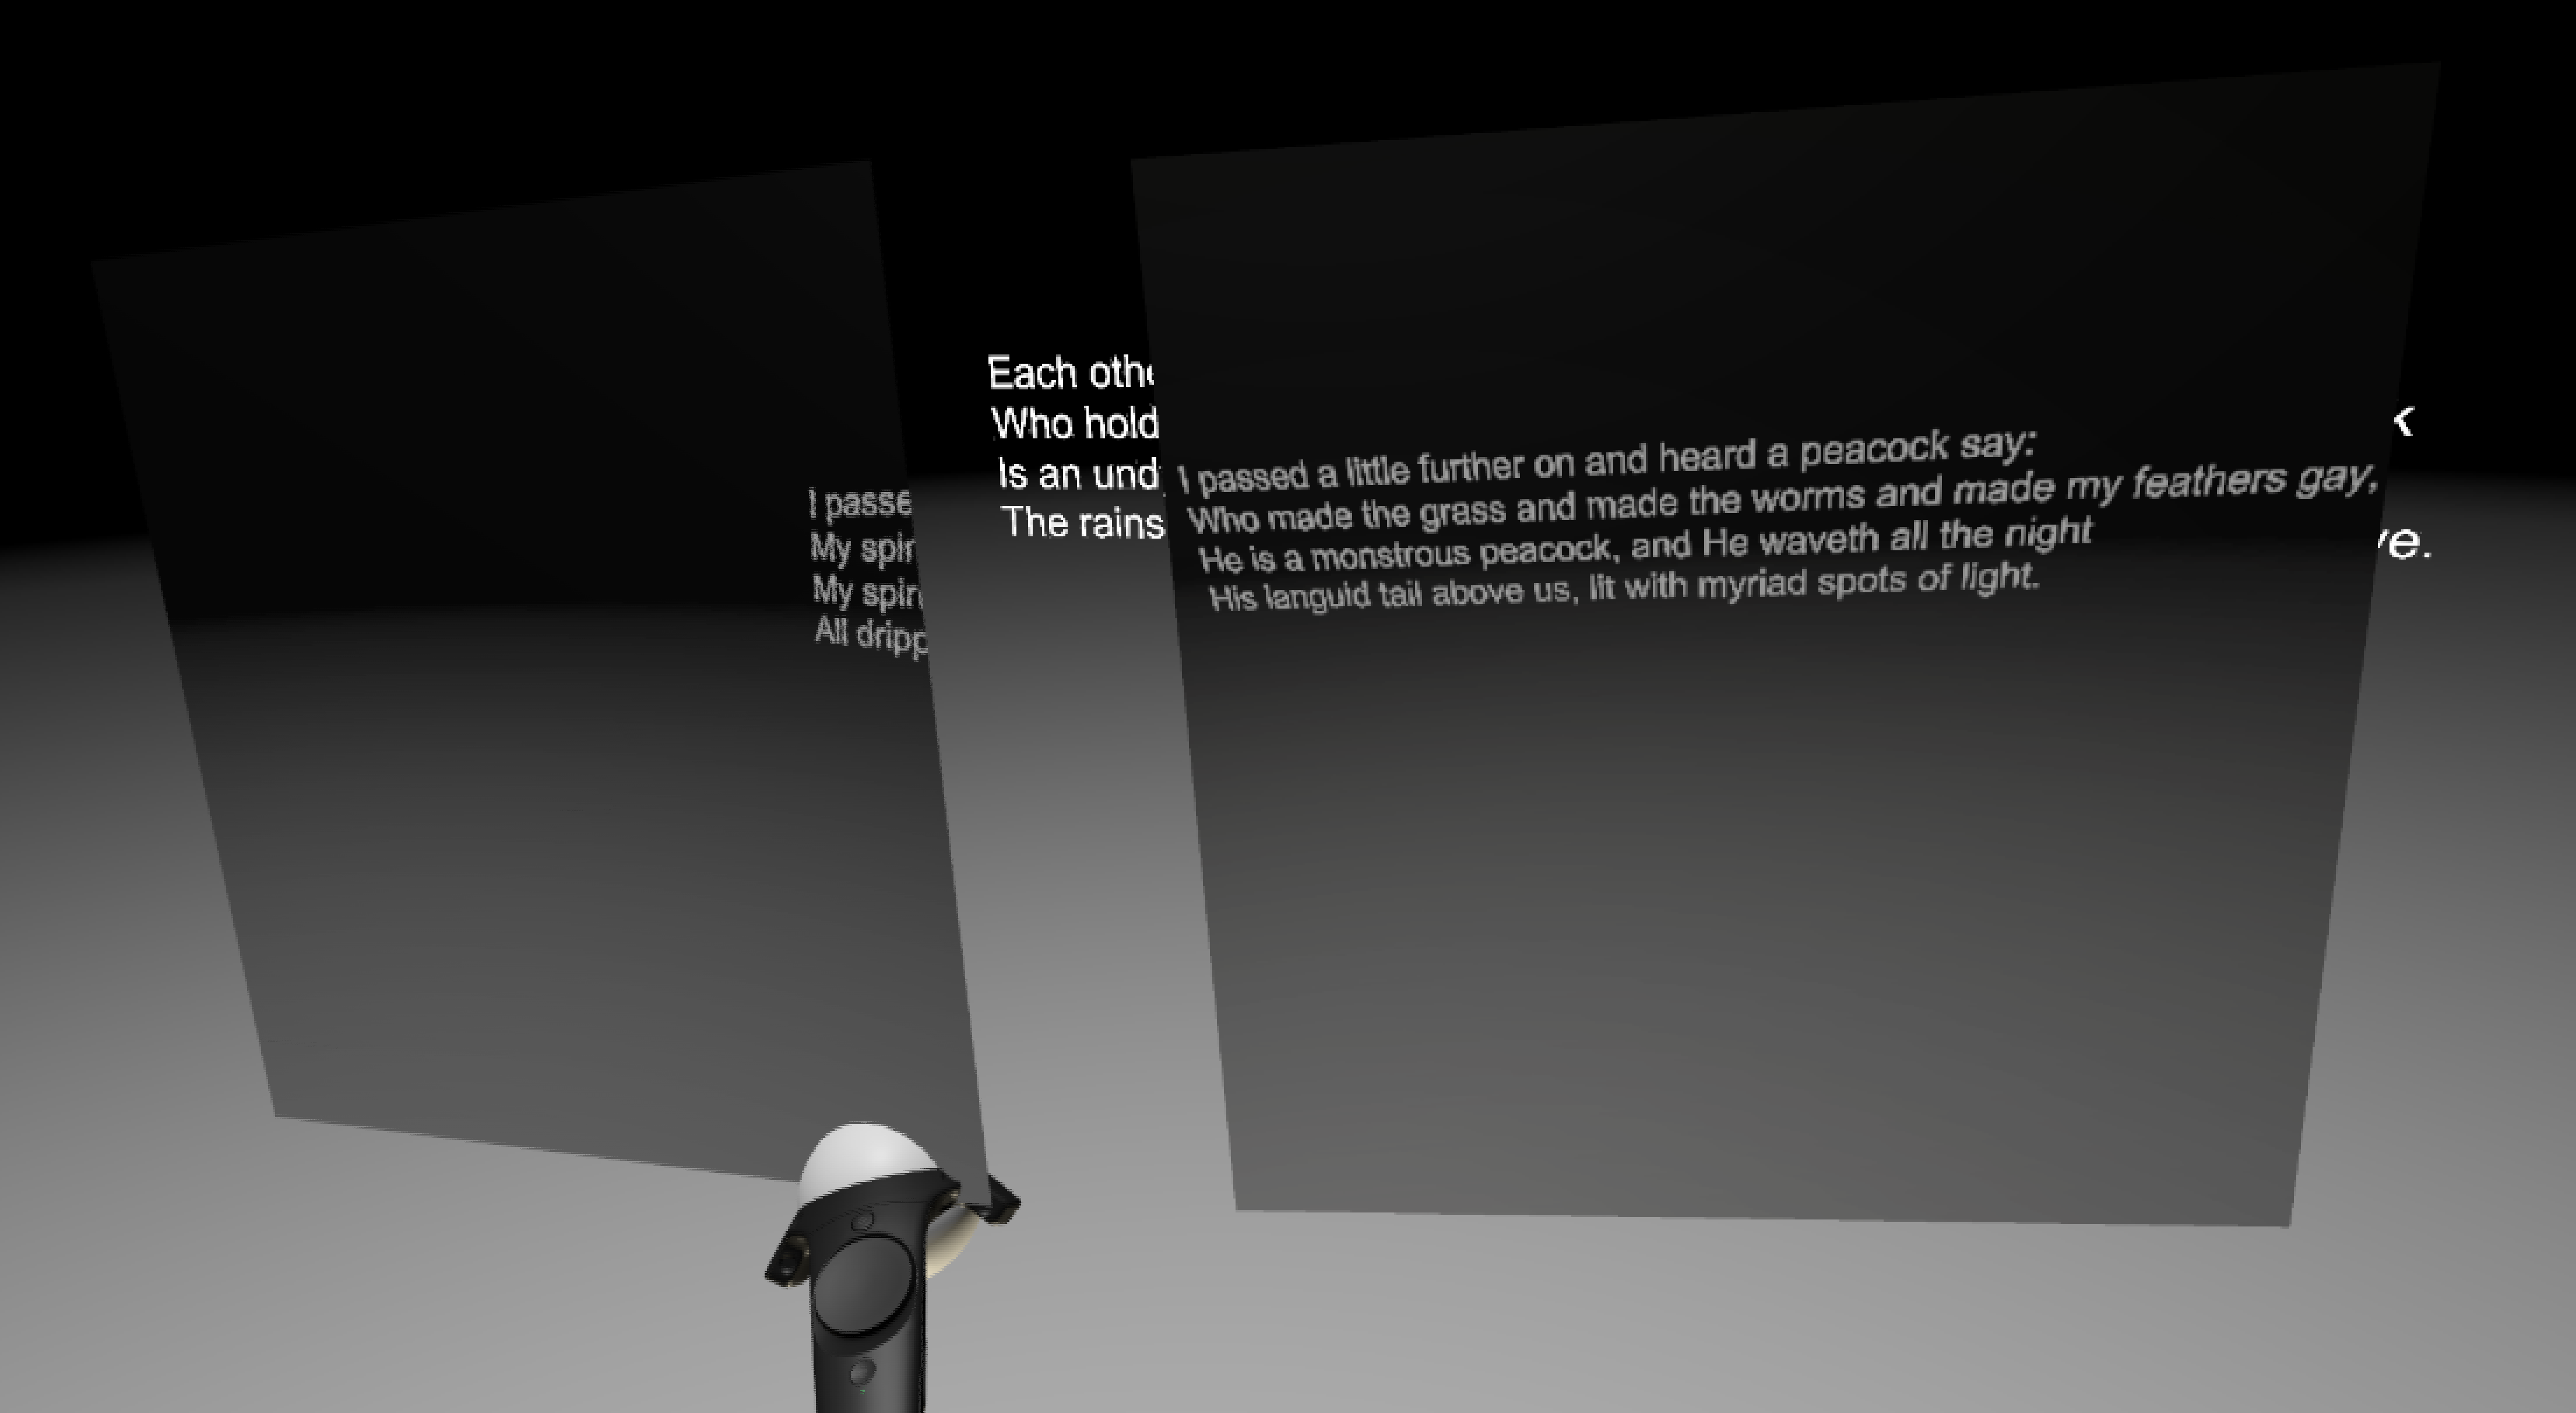 I passe
My spir
My spir
All dripp
Each othe
Who hold
Is an und
The rains
I passed a little further on and heard a peacock say:
Who made the grass and made the worms and made my feathers gay,
He is a monstrous peacock, and He waveth all the night
His languid tail above us, lit with myriad spots of light.
k
ve.